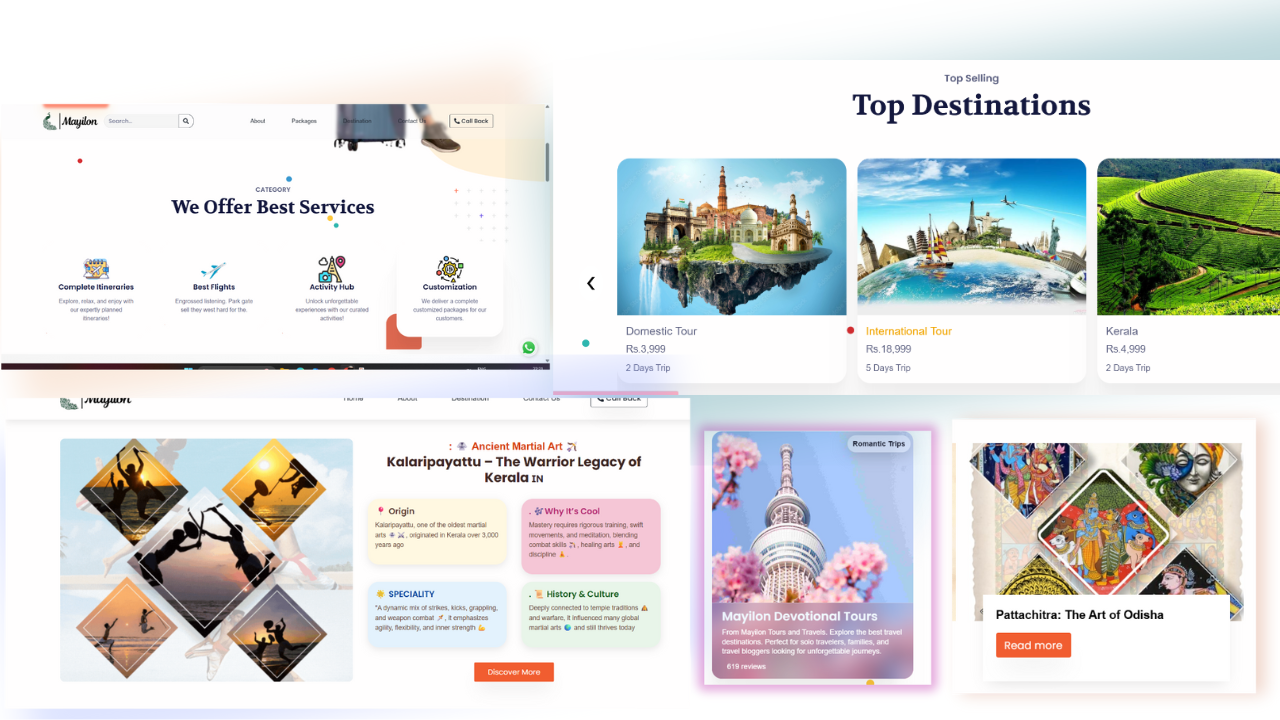 Mayilon
Search...
About
Packages
Destination
Contact Us
Call Back
CATEGORY
We Offer Best Services
Complete Itineraries
Explore, relax, and enjoy with
our expertly planned
itineraries!
Best Flights
Engrossed listening. Park gate
sell they west hard for the.
Activity Hub
Unlock unforgettable
experiences with our curated
activities!
Customization
We deliver a complete
customized packages for our
customers.
Top Selling
Top Destinations
Domestic Tour
Rs.3,999
2 Days Trip
International Tour
Rs.18,999
5 Days Trip
Kerala
Rs.4,999
2 Days Trip
Mayilon
Home
About
Destination
Contact Us
Call Back
: Ancient Martial Art
Kalaripayattu – The Warrior Legacy of
Kerala IN
Origin
Kalaripayattu, one of the oldest martial
arts , originated in Kerala over 3,000
years ago
. Why It's Cool
Mastery requires rigorous training, swift
movements, and meditation, blending
combat skills , healing arts , and
discipline .
SPECIALITY
"A dynamic mix of strikes, kicks, grappling,
and weapon combat , it emphasizes
agility, flexibility, and inner strength
. History & Culture
Deeply connected to temple traditions
and warfare, it influenced many global
martial arts and still thrives today
Discover More
Romantic Trips
Mayilon Devotional Tours
From Mayilon Tours and Travels. Explore the best travel
destinations. Perfect for solo travelers, families, and
travel bloggers looking for unforgettable journeys.
619 reviews
Pattachitra: The Art of Odisha
Read more